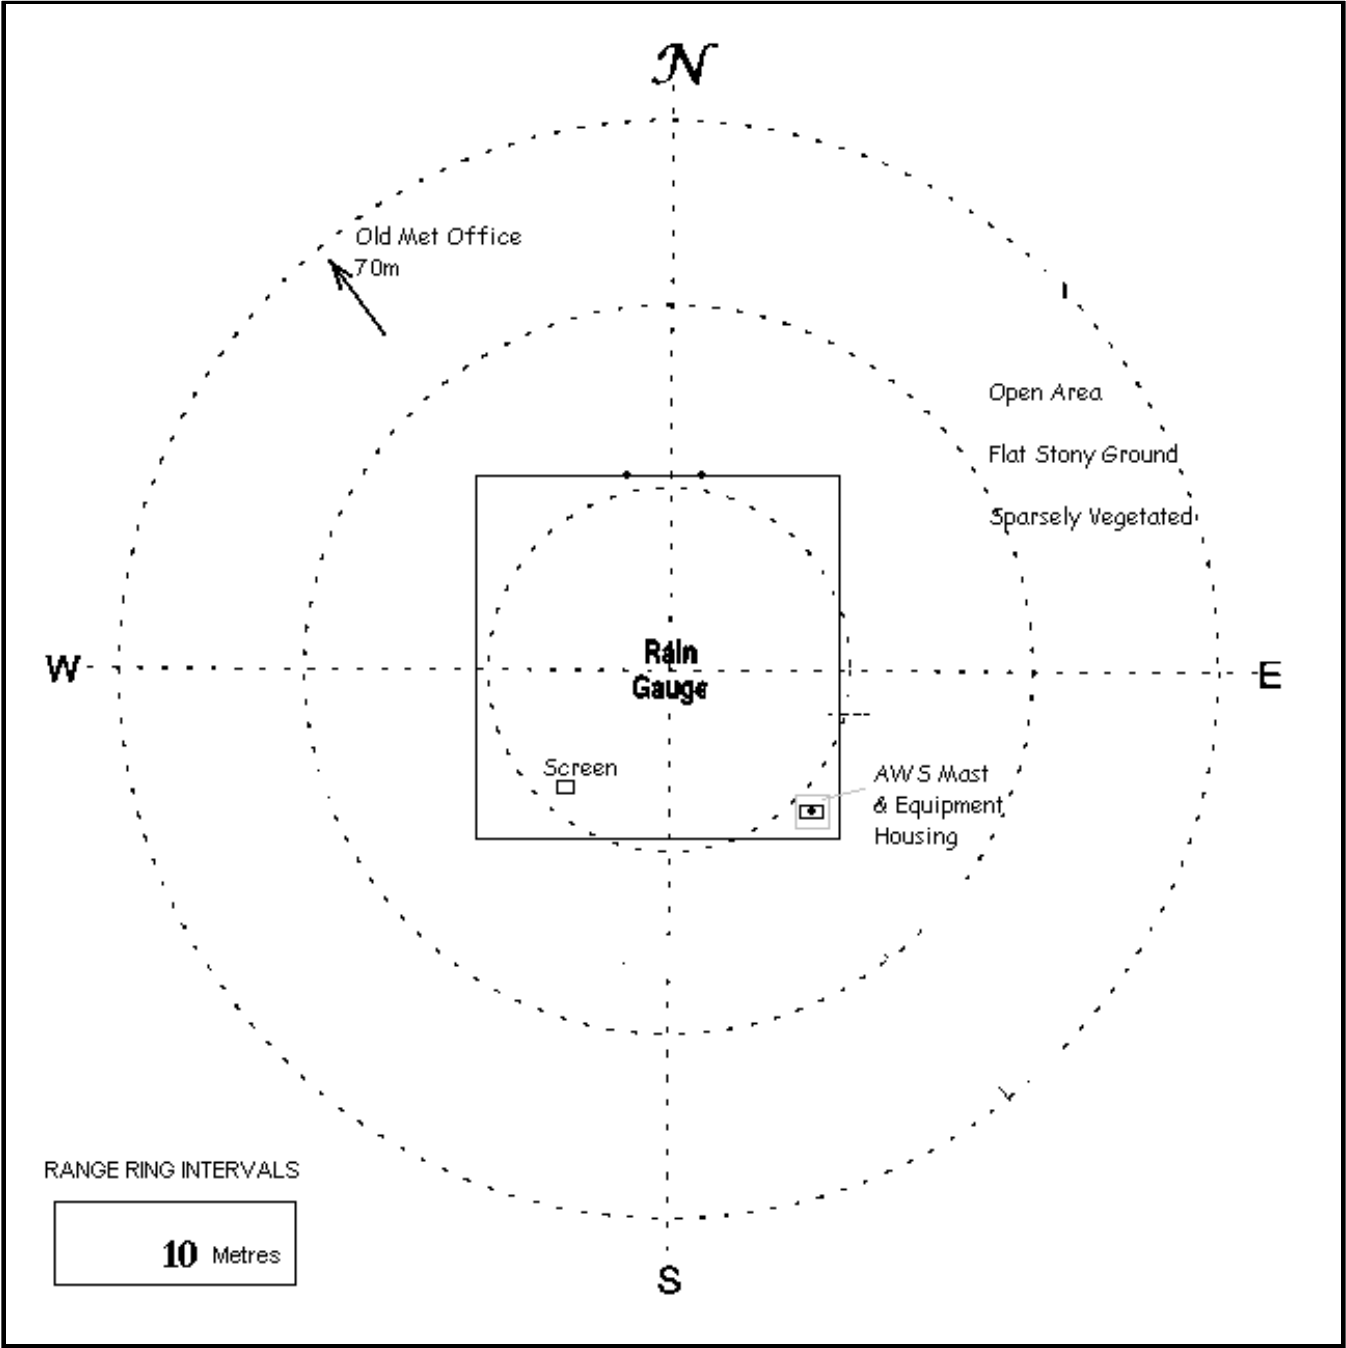 N
Old Met Office
70m
Open Area
Flat Stony Ground
Sparsely Vegetated
W
Rain
Gauge
E
Screen
AWS Mast
& Equipment
Housing
RANGE RING INTERVALS
10 Metres
S